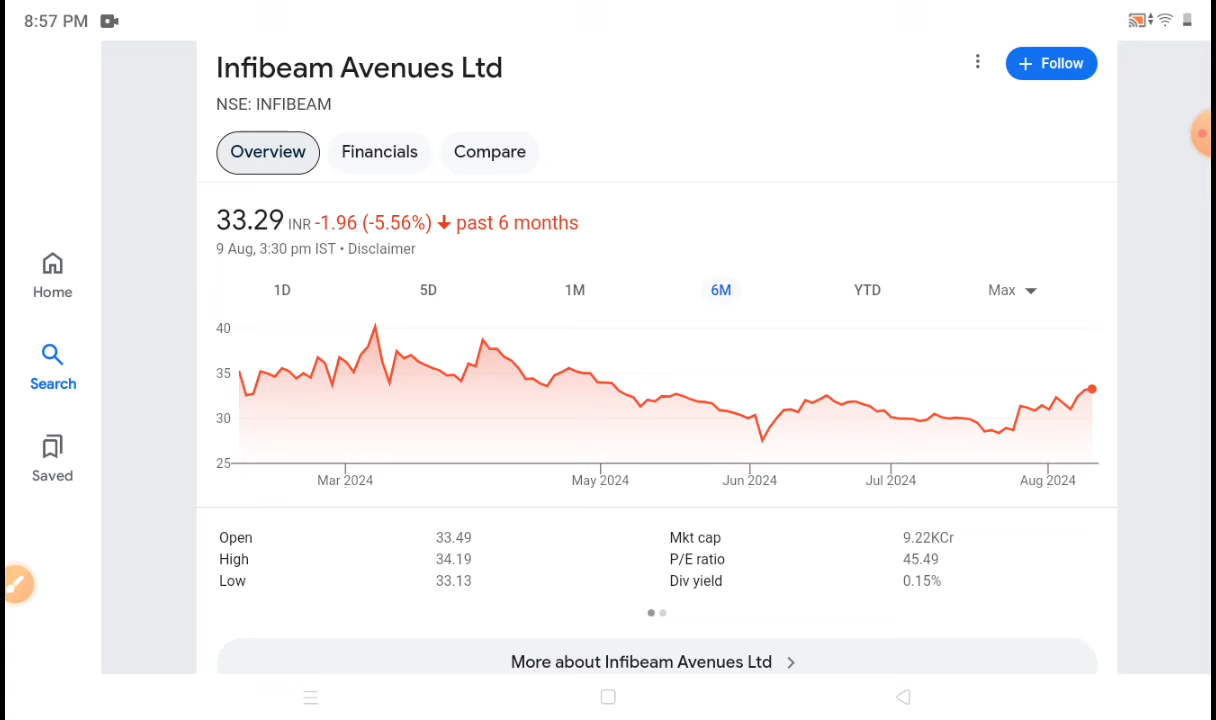 8:57 PM
Infibeam Avenues Ltd
+ Follow
NSE: INFIBEAM
Overview Financials Compare
33.29 INR -1.96 (-5.56%) past 6 months
9 Aug, 3:30 pm IST • Disclaimer
1D 5D 1M 6M YTD Max
40
35
30
25
Mar 2024 May 2024 Jun 2024 Jul 2024 Aug 2024
Home
Search
Saved
Open 33.49 Mkt cap 9.22KCr
High 34.19 P/E ratio 45.49
Low 33.13 Div yield 0.15%
More about Infibeam Avenues Ltd